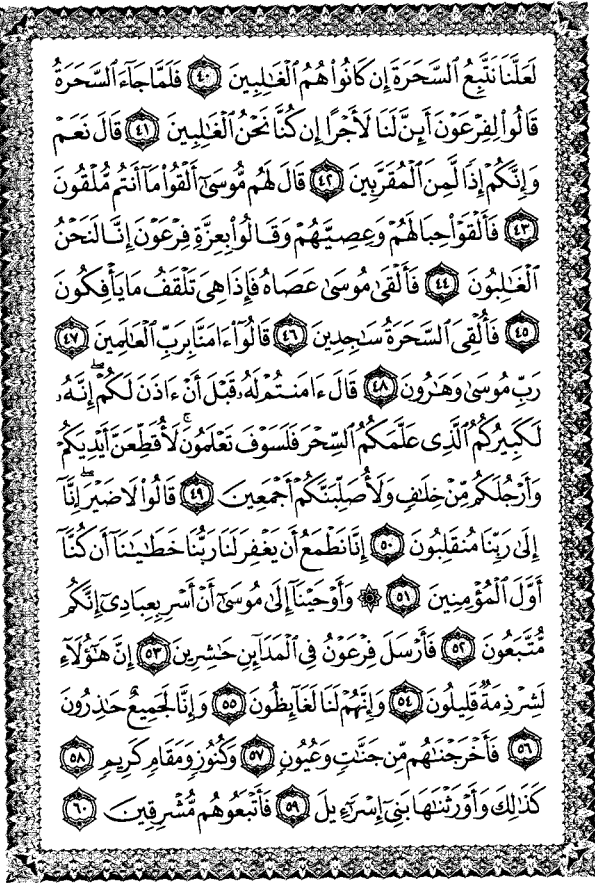 لَعَلَّنَا نَتَّبِعُ ٱلسَّحَرَةَ إِن كَانُوا۟ هُمُ ٱلْغَـٰلِبِينَ ٤٠ فَلَمَّا جَآءَ ٱلسَّحَرَةُ
قَالُوا۟ لِفِرْعَوْنَ أَئِنَّ لَنَا لَأَجْرًا إِن كُنَّا نَحْنُ ٱلْغَـٰلِبِينَ ٤١ قَالَ نَعَمْ
وَإِنَّكُمْ إِذًا لَّمِنَ ٱلْمُقَرَّبِينَ ٤٢ قَالَ لَهُم مُّوسَىٰٓ أَلْقُوا۟ مَآ أَنتُم مُّلْقُونَ
٤٣ فَأَلْقَوْا۟ حِبَالَهُمْ وَعِصِيَّهُمْ وَقَالُوا۟ بِعِزَّةِ فِرْعَوْنَ إِنَّا لَنَحْنُ
ٱلْغَـٰلِبُونَ ٤٤ فَأَلْقَىٰ مُوسَىٰ عَصَاهُ فَإِذَا هِىَ تَلْقَفُ مَا يَأْفِكُونَ
٤٥ فَأُلْقِىَ ٱلسَّحَرَةُ سَـٰجِدِينَ ٤٦ قَالُوٓا۟ ءَامَنَّا بِرَبِّ ٱلْعَـٰلَمِينَ ٤٧
رَبِّ مُوسَىٰ وَهَـٰرُونَ ٤٨ قَالَ ءَامَنتُمْ لَهُۥ قَبْلَ أَنْ ءَاذَنَ لَكُمْ ۖ إِنَّهُۥ
لَكَبِيرُكُمُ ٱلَّذِى عَلَّمَكُمُ ٱلسِّحْرَ فَلَسَوْفَ تَعْلَمُونَ ۚ لَأُقَطِّعَنَّ أَيْدِيَكُمْ
وَأَرْجُلَكُم مِّنْ خِلَـٰفٍ وَلَأُصَلِّبَنَّكُمْ أَجْمَعِينَ ٤٩ قَالُوا۟ لَا ضَيْرَ ۖ إِنَّآ
إِلَىٰ رَبِّنَا مُنقَلِبُونَ ٥٠ إِنَّا نَطْمَعُ أَن يَغْفِرَ لَنَا رَبُّنَا خَطَـٰيَـٰنَآ أَن كُنَّآ
أَوَّلَ ٱلْمُؤْمِنِينَ ٥١ ۞ وَأَوْحَيْنَآ إِلَىٰ مُوسَىٰٓ أَنْ أَسْرِ بِعِبَادِىٓ إِنَّكُم
مُّتَّبَعُونَ ٥٢ فَأَرْسَلَ فِرْعَوْنُ فِى ٱلْمَدَآئِنِ حَـٰشِرِينَ ٥٣ إِنَّ هَـٰٓؤُلَآءِ
لَشِرْذِمَةٌ قَلِيلُونَ ٥٤ وَإِنَّهُمْ لَنَا لَغَآئِظُونَ ٥٥ وَإِنَّا لَجَمِيعٌ حَـٰذِرُونَ
٥٦ فَأَخْرَجْنَـٰهُم مِّن جَنَّـٰتٍ وَعُيُونٍ ٥٧ وَكُنُوزٍ وَمَقَامٍ كَرِيمٍ ٥٨
كَذَٰلِكَ وَأَوْرَثْنَـٰهَا بَنِىٓ إِسْرَٰٓءِيلَ ٥٩ فَأَتْبَعُوهُم مُّشْرِقِينَ ٦٠